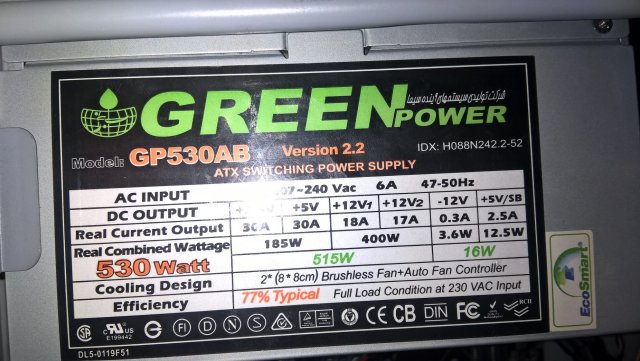 GREEN POWER
شرکت تولیدی سیستمهای آینده سیما
Model: GP530AB Version 2.2 IDX: H088N242.2-52
ATX SWITCHING POWER SUPPLY
AC INPUT 240 Vac 6A 47-50Hz
DC OUTPUT +5V +12V1 +12V2 -12V +5V/SB
Real Current Output 30A 30A 18A 17A 0.3A 2.5A
Real Combined Wattage 185W 400W 3.6W 12.5W
530 Watt 515W 16W
Cooling Design 2* (8*8cm) Brushless Fan+Auto Fan Controller
Efficiency 77% Typical Full Load Condition at 230 VAC Input
EcoSmart
US E199442 FI D N S CE CB DIN FC RCII
DL5-0119FS1